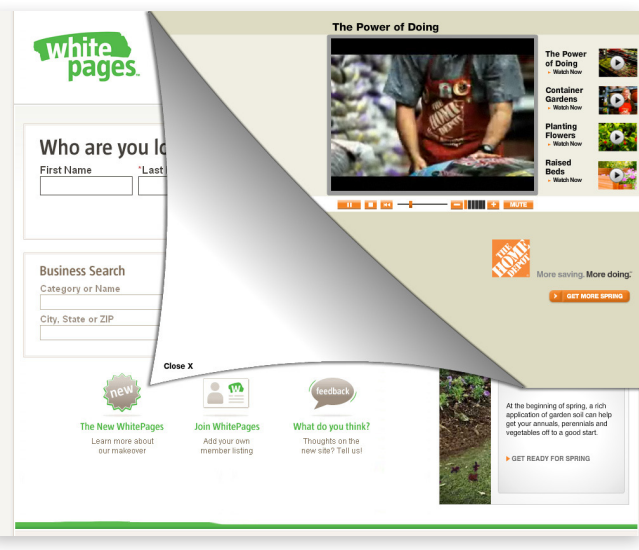 white
pages
The Power of Doing
THE
HOME
DEPOT
The Power
of Doing
Watch Now
Container
Gardens
Watch Now
Planting
Flowers
Watch Now
Raised
Beds
Watch Now
MUTE
Who are you lo
First Name
*Last
THE
HOME
DEPOT
More saving. More doing.
GET MORE SPRING
Business Search
Category or Name
City, State or ZIP
Close X
new
feedback
The New WhitePages
Learn more about
our makeover
Join WhitePages
Add your own
member listing
What do you think?
Thoughts on the
new site? Tell us!
At the beginning of spring, a rich
application of garden soil can help
get your annuals, perennials and
vegetables off to a good start.
GET READY FOR SPRING